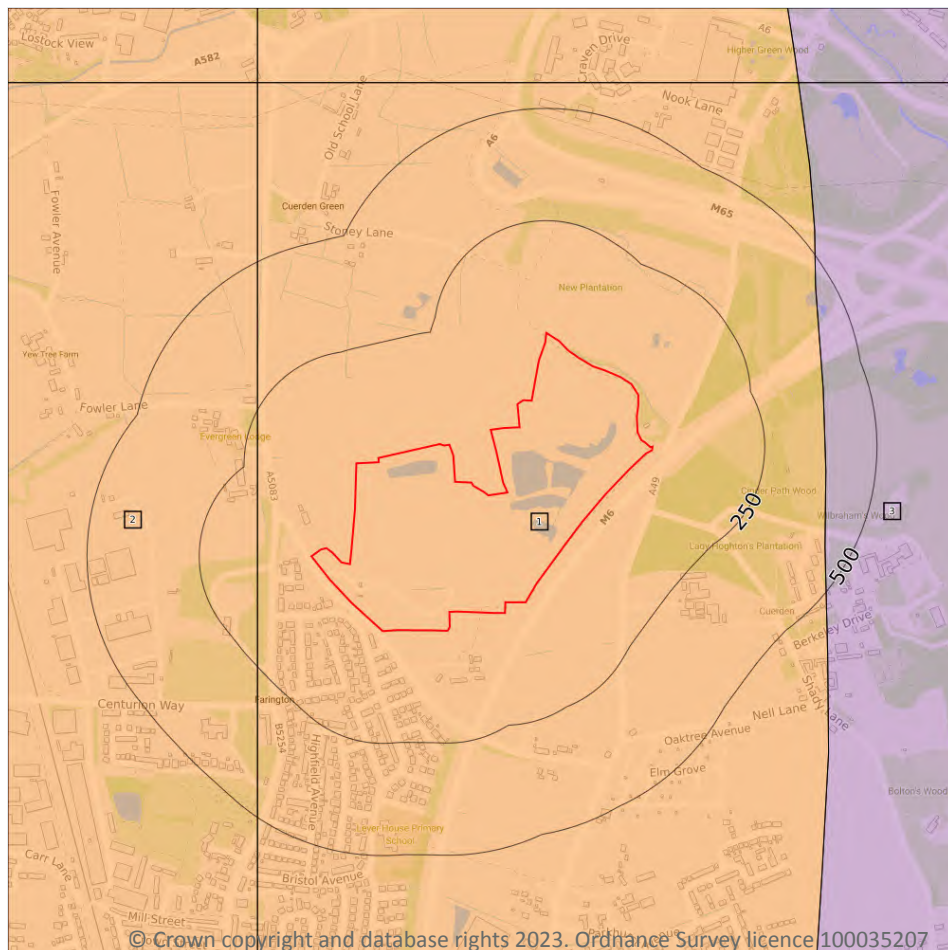 Lostock View
A582
A6
Craven Drive
A6
Higher Green Wood
Nook Lane
Old School Lane
A6
Fowler Avenue
Cuerden Green
Stoney Lane
M65
New Plantation
Yew Tree Farm
Fowler Lane
Evergreen Lodge
A5083
A49
Cinder Path Wood
250
2
1
M6
Wilbraham's Wood
3
Lady Hoghton's Plantation
500
Cuerden
Berkeley Drive
Shady Lane
Farington
Centurion Way
B5254
Highfield Avenue
Nell Lane
Oaktree Avenue
Elm Grove
Bolton's Wood
Lever House Primary
School
Carr Lane
Bristol Avenue
Mill Street
© Crown copyright and database rights 2023. Ordnance Survey licence 100035207